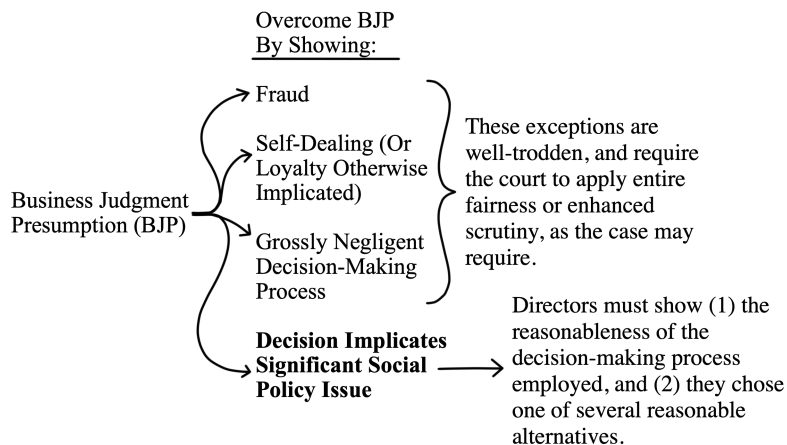 Overcome BJP
By Showing:
Fraud
Self-Dealing (Or
Loyalty Otherwise
Implicated)
Business Judgment
Presumption (BJP)
Grossly Negligent
Decision-Making
Process
These exceptions are
well-trodden, and require
the court to apply entire
fairness or enhanced
scrutiny, as the case may
require.
Decision Implicates
Significant Social
Policy Issue
Directors must show (1) the
reasonableness of the
decision-making process
employed, and (2) they chose
one of several reasonable
alternatives.